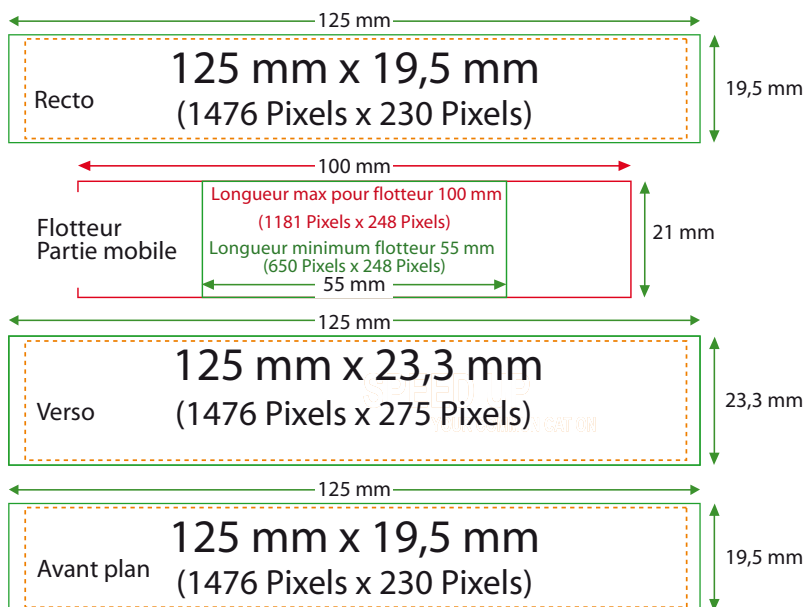 125 mm
125 mm x 19,5 mm
Recto
(1476 Pixels x 230 Pixels)
19,5 mm
100 mm
Longueur max pour flotteur 100 mm
(1181 Pixels x 248 Pixels)
Flotteur
Partie mobile
Longueur minimum flotteur 55 mm
(650 Pixels x 248 Pixels)
55 mm
21 mm
125 mm
125 mm x 23,3 mm
Verso
(1476 Pixels x 275 Pixels)
23,3 mm
125 mm
125 mm x 19,5 mm
Avant plan
(1476 Pixels x 230 Pixels)
19,5 mm